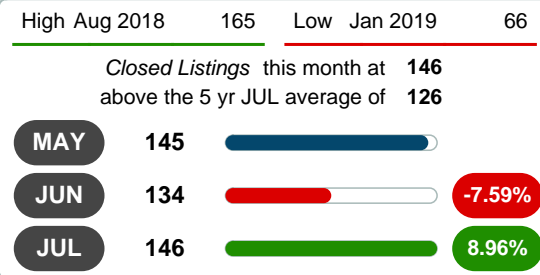 High Aug 2018 165 Low Jan 2019 66
Closed Listings this month at 146
above the 5 yr JUL average of 126
MAY 145
JUN 134 -7.59%
JUL 146 8.96%